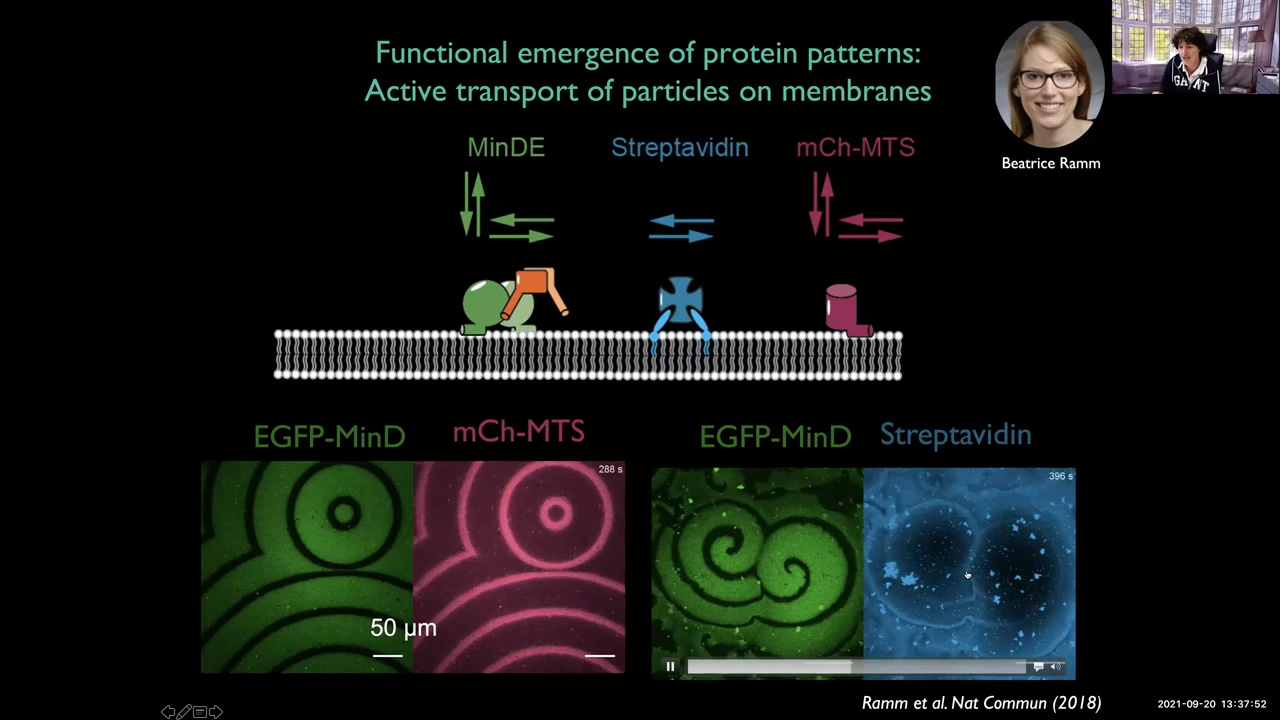 Functional emergence of protein patterns:
Active transport of particles on membranes
GANT
Beatrice Ramm
MinDE
Streptavidin
mCh-MTS
EGFP-MinD
mCh-MTS
EGFP-MinD
Streptavidin
288 s
396 s
50 µm
Ramm et al. Nat Commun (2018)
2021-09-20 13:37:52